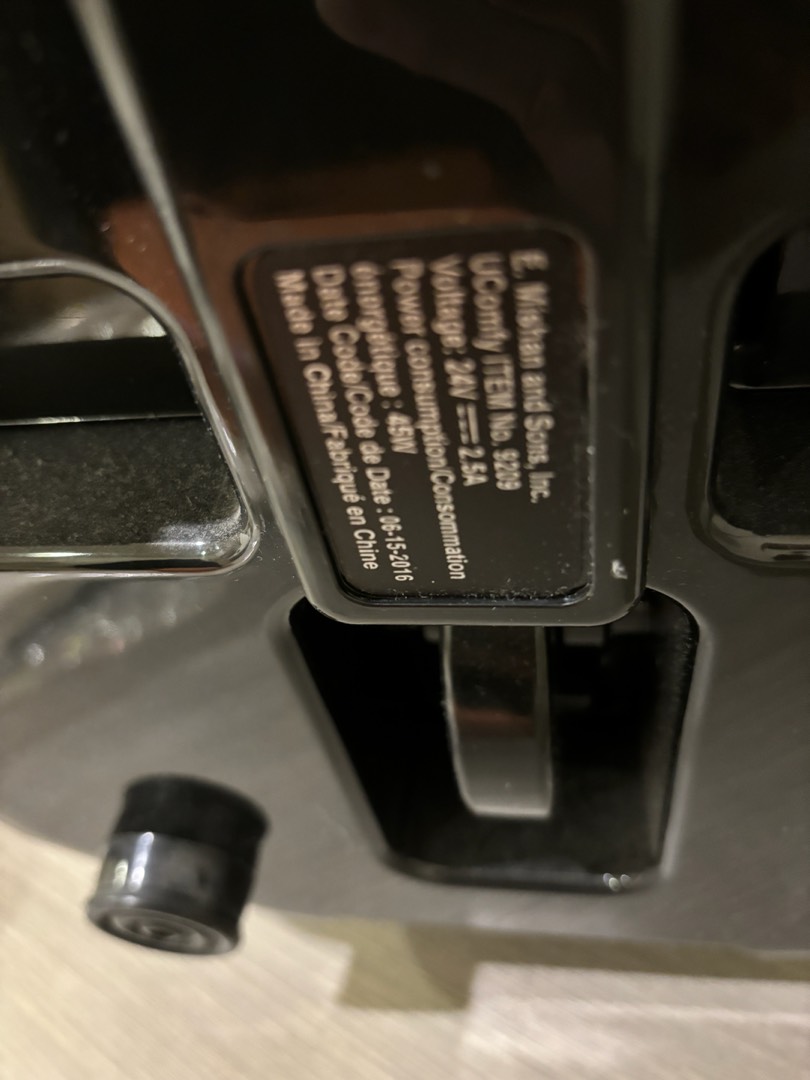 E. Mishan and Sons, Inc.
UComfy ITEM No. 9209
Voltage : 24V ⎓ 2.5A
Power consumption/Consommation
énergétique : 45W
Date Code/Code de Date : 06-15-2016
Made in China/Fabriqué en Chine